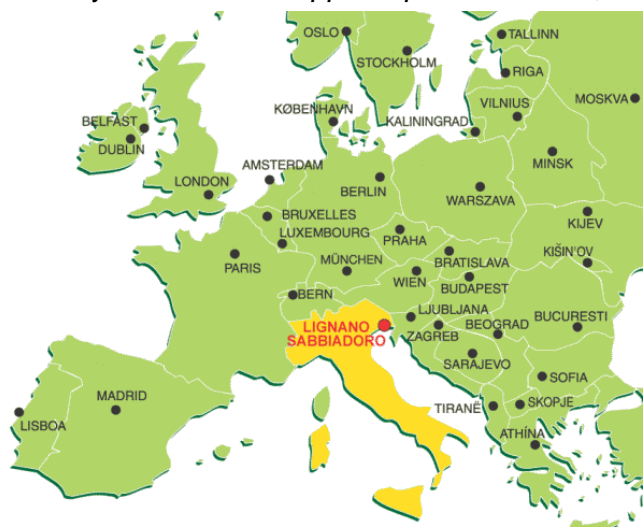 OSLO
TALLINN
STOCKHOLM
RIGA
MOSKVA
VILNIUS
KØBENHAVN
KALININGRAD
BELFAST
DUBLIN
MINSK
AMSTERDAM
LONDON
BERLIN
WARSZAVA
BRUXELLES
KIJEV
LUXEMBOURG
PRAHA
KIŠIN'OV
PARIS
MÜNCHEN
BRATISLAVA
WIEN
BUDAPEST
BERN
LJUBLJANA
BUCURESTI
LIGNANO
SABBIADORO
ZAGREB
BEOGRAD
SARAJEVO
SOFIA
MADRID
SKOPJE
TIRANË
LISBOA
ATHÍNA